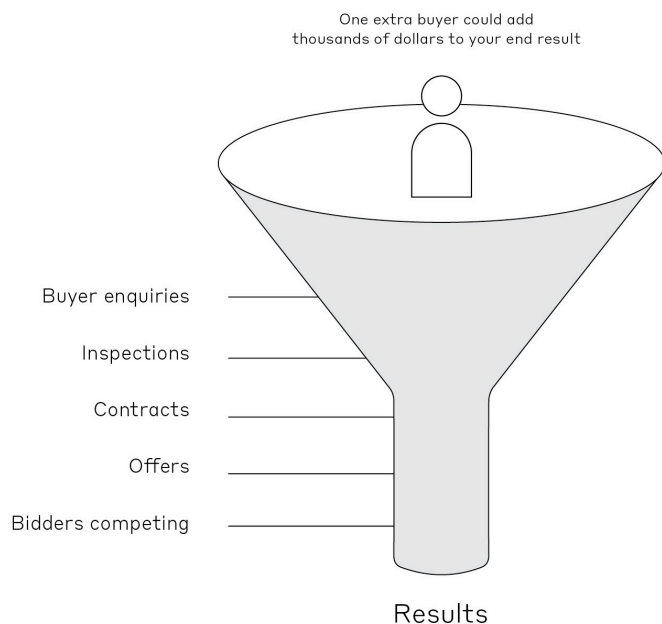 One extra buyer could add
thousands of dollars to your end result
Buyer enquiries
Inspections
Contracts
Offers
Bidders competing
Results